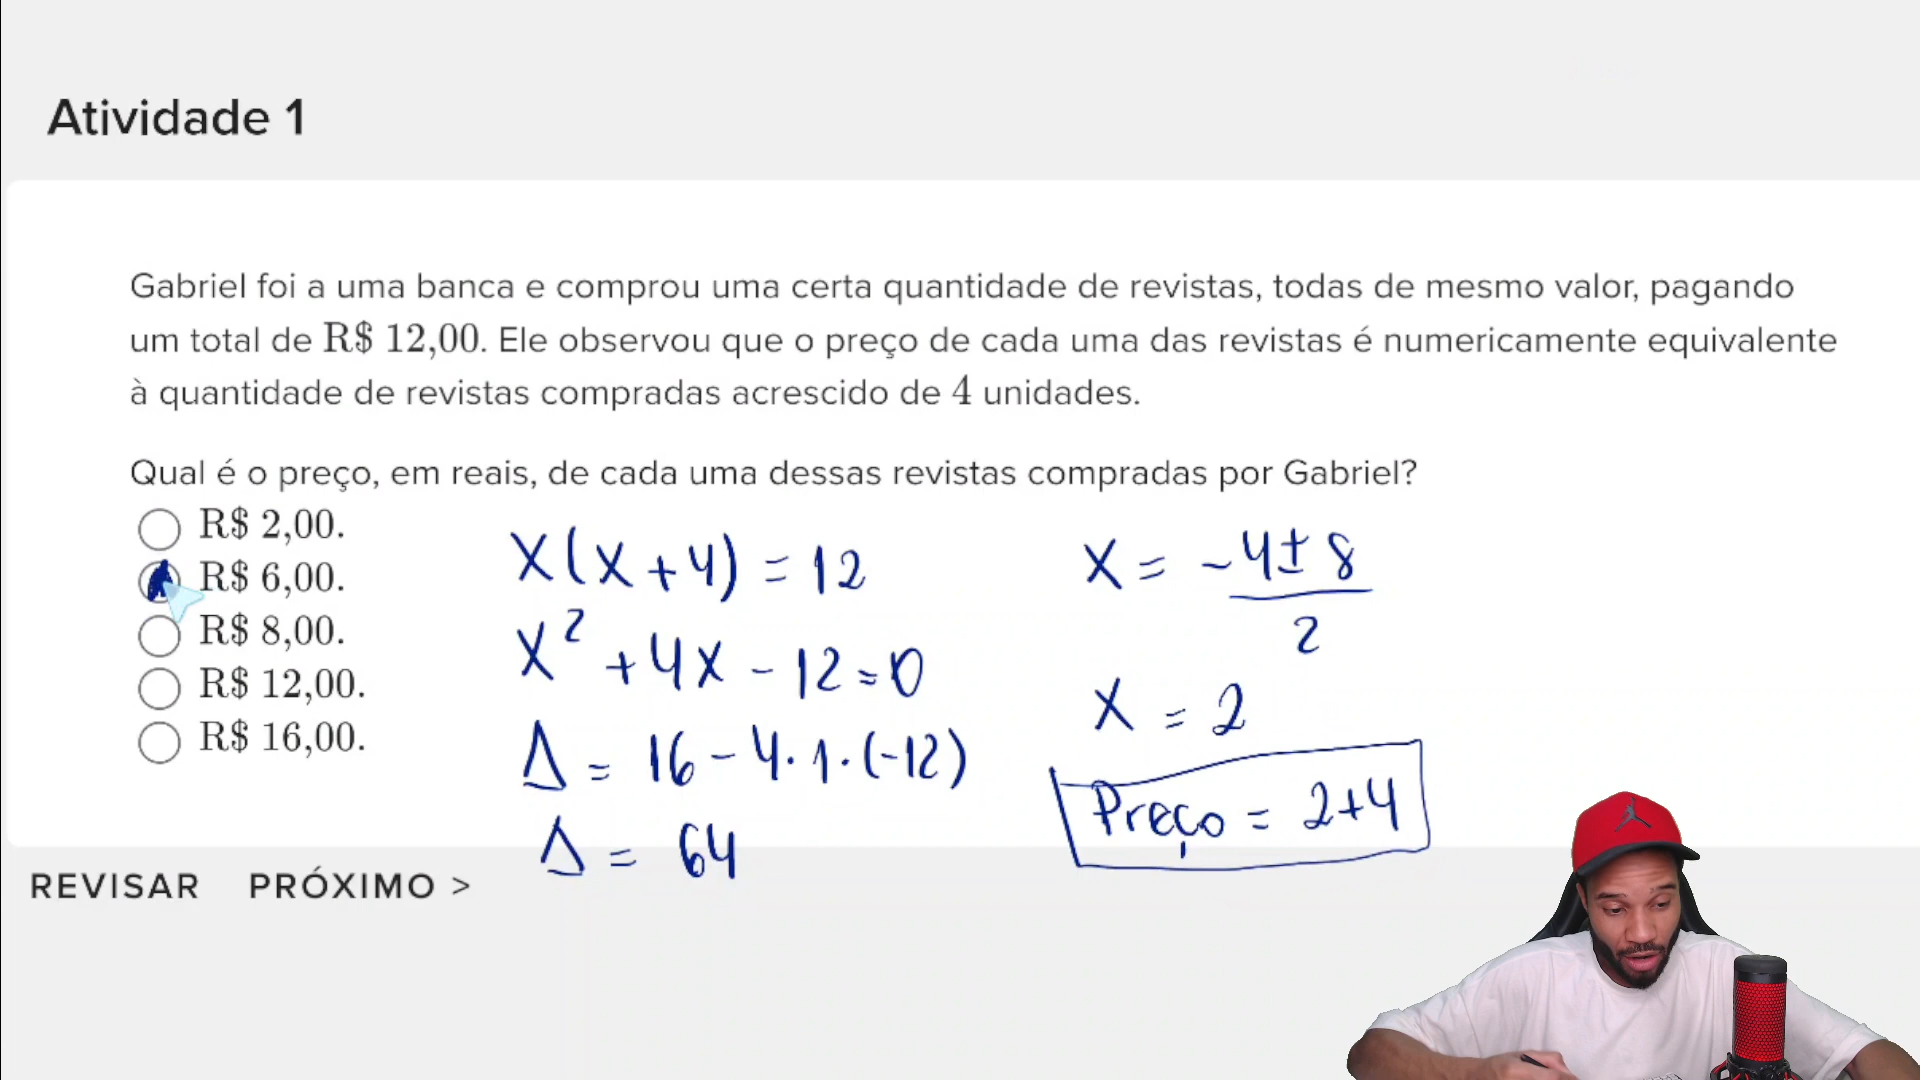 Atividade 1
Gabriel foi a uma banca e comprou uma certa quantidade de revistas, todas de mesmo valor, pagando
um total de R$ 12,00. Ele observou que o preço de cada uma das revistas é numericamente equivalente
à quantidade de revistas compradas acrescido de 4 unidades.
Qual é o preço, em reais, de cada uma dessas revistas compradas por Gabriel?
R$ 2,00.
R$ 6,00.
R$ 8,00.
R$ 12,00.
R$ 16,00.
X(X+4) = 12
X² +4X - 12=0
Δ = 16 - 4·1·(-12)
Δ = 64
X = -4± 8
2
X = 2
Preço = 2+4
REVISAR PRÓXIMO >